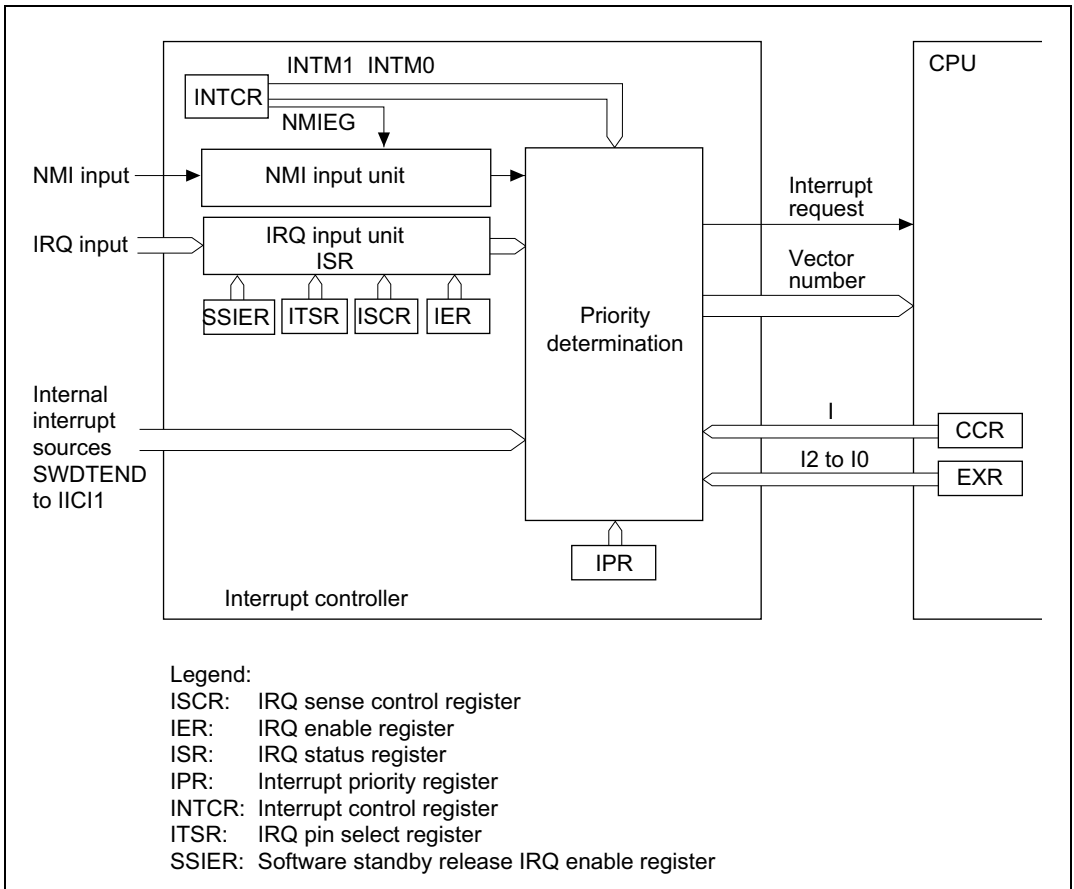 CPU
INTM1 INTM0
INTCR
NMIEG
NMI input
NMI input unit
Interrupt
request
IRQ input
IRQ input unit
ISR
Vector
number
SSIER
ITSR
ISCR
IER
Priority
determination
Internal
interrupt
sources
SWDTEND
to IICI1
I
CCR
I2 to I0
EXR
IPR
Interrupt controller
Legend:
ISCR: IRQ sense control register
IER: IRQ enable register
ISR: IRQ status register
IPR: Interrupt priority register
INTCR: Interrupt control register
ITSR: IRQ pin select register
SSIER: Software standby release IRQ enable register